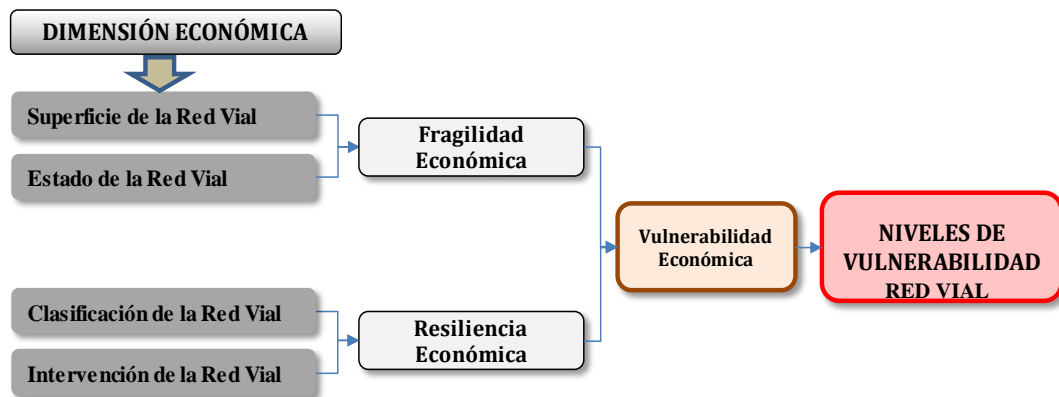 DIMENSIÓN ECONÓMICA
Superficie de la Red Vial
Estado de la Red Vial
Fragilidad
Económica
Clasificación de la Red Vial
Intervención de la Red Vial
Resiliencia
Económica
Vulnerabilidad
Económica
NIVELES DE
VULNERABILIDAD
RED VIAL